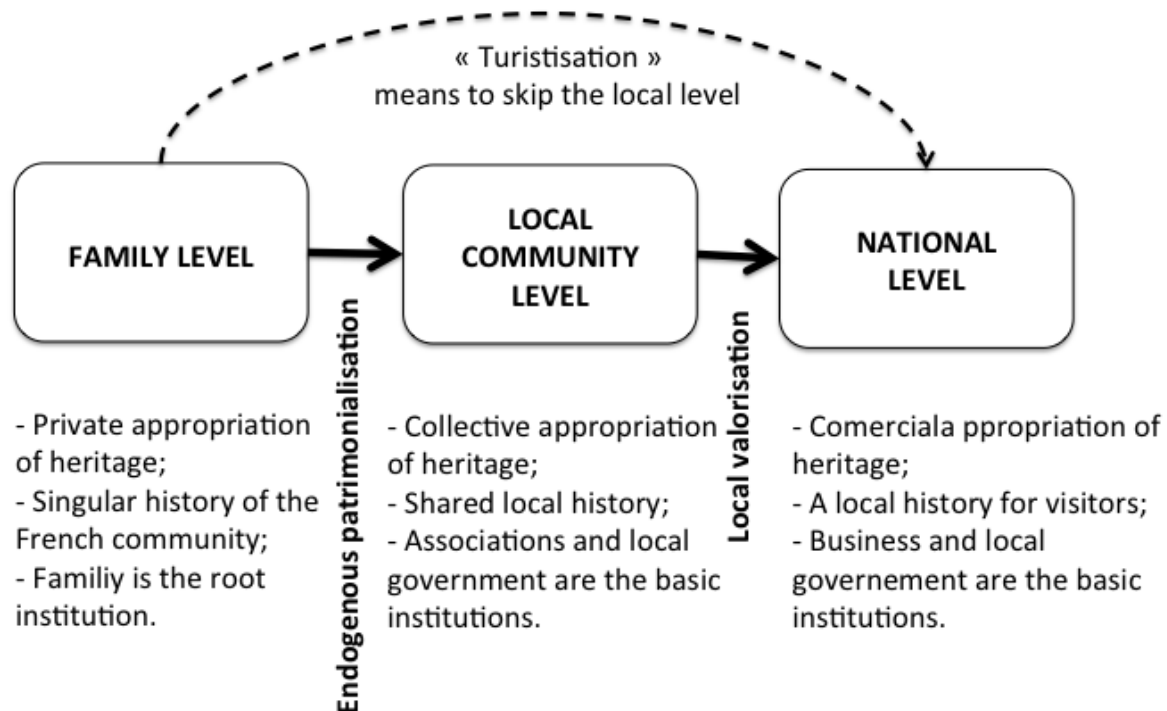 « Turistisation »
means to skip the local level
FAMILY LEVEL
LOCAL
COMMUNITY
LEVEL
NATIONAL
LEVEL
Endogenous patrimonialisation
Local valorisation
- Private appropriation
of heritage;
- Singular history of the
French community;
- Familiy is the root
institution.
- Collective appropriation
of heritage;
- Shared local history;
- Associations and local
government are the basic
institutions.
- Comerciala ppropriation of
heritage;
- A local history for visitors;
- Business and local
governement are the basic
institutions.